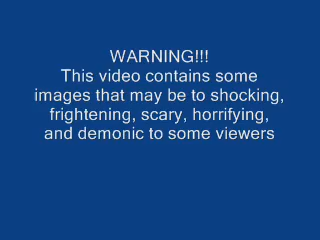 WARNING!!!
This video contains some
images that may be to shocking,
frightening, scary, horrifying,
and demonic to some viewers